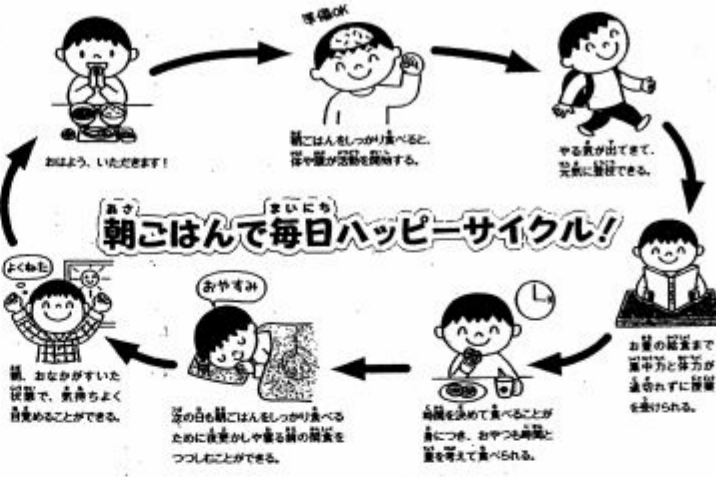 準備OK
おはよう、いただきます！
朝ごはんをしっかり食べると、
体や頭が活動を開始する。
やる気が出てきて、
元気に登校できる。
朝ごはんで毎日ハッピーサイクル！
よくねた
おやすみ
お昼の給食まで
集中力と体力が
途切れずに授業
を受けられる。
朝、おなかがすいた
状態で、気持ちよく
目覚めることができる。
次の日も朝ごはんをしっかり食べる
ために夜更かしや寝る前の間食を
つつしむことができる。
時間を決めて食べることが
身につき、おやつも時間と
量を考えて食べられる。